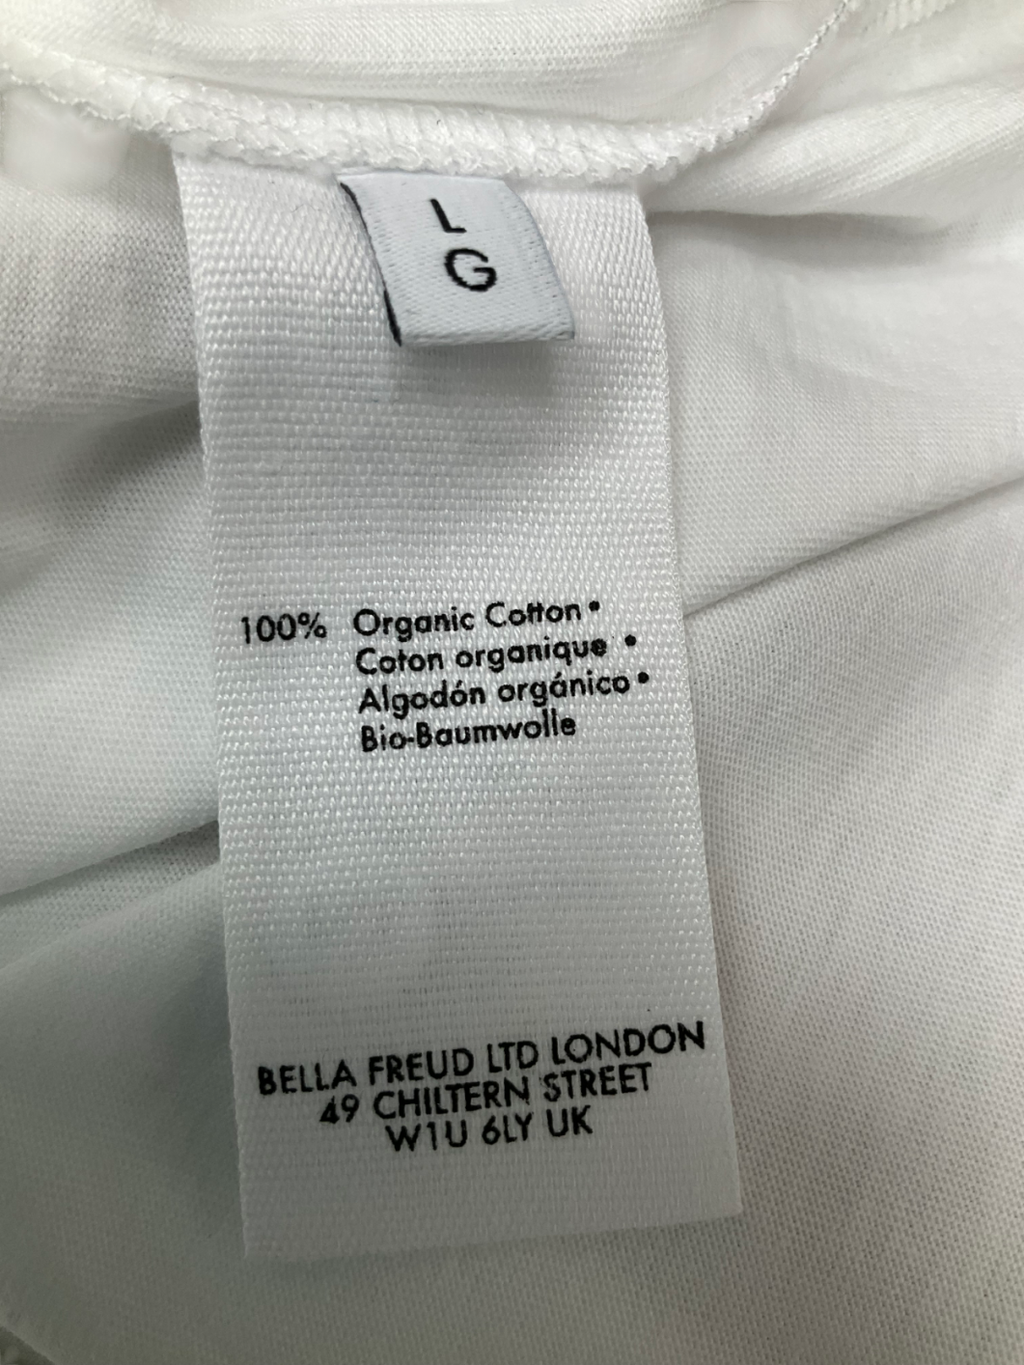 L
G
100% Organic Cotton •
Coton organique •
Algodón orgánico •
Bio-Baumwolle
BELLA FREUD LTD LONDON
49 CHILTERN STREET
W1U 6LY UK